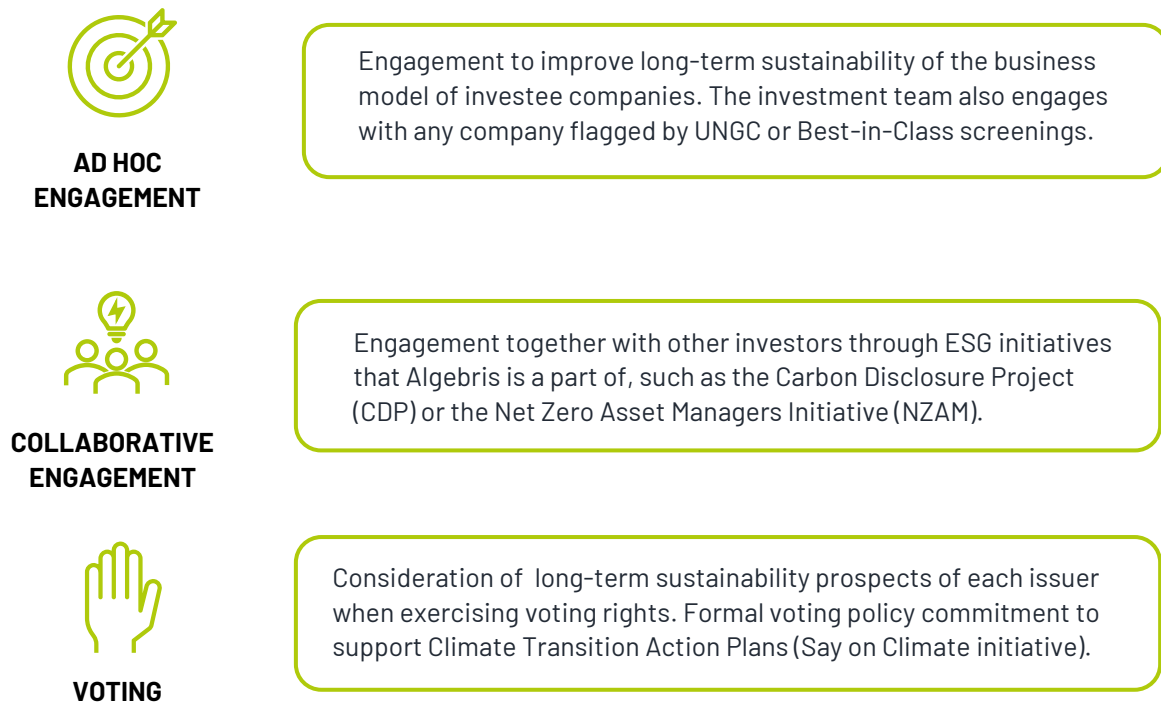 AD HOC
ENGAGEMENT
Engagement to improve long-term sustainability of the business
model of investee companies. The investment team also engages
with any company flagged by UNGC or Best-in-Class screenings.
COLLABORATIVE
ENGAGEMENT
Engagement together with other investors through ESG initiatives
that Algebris is a part of, such as the Carbon Disclosure Project
(CDP) or the Net Zero Asset Managers Initiative (NZAM).
VOTING
Consideration of long-term sustainability prospects of each issuer
when exercising voting rights. Formal voting policy commitment to
support Climate Transition Action Plans (Say on Climate initiative).